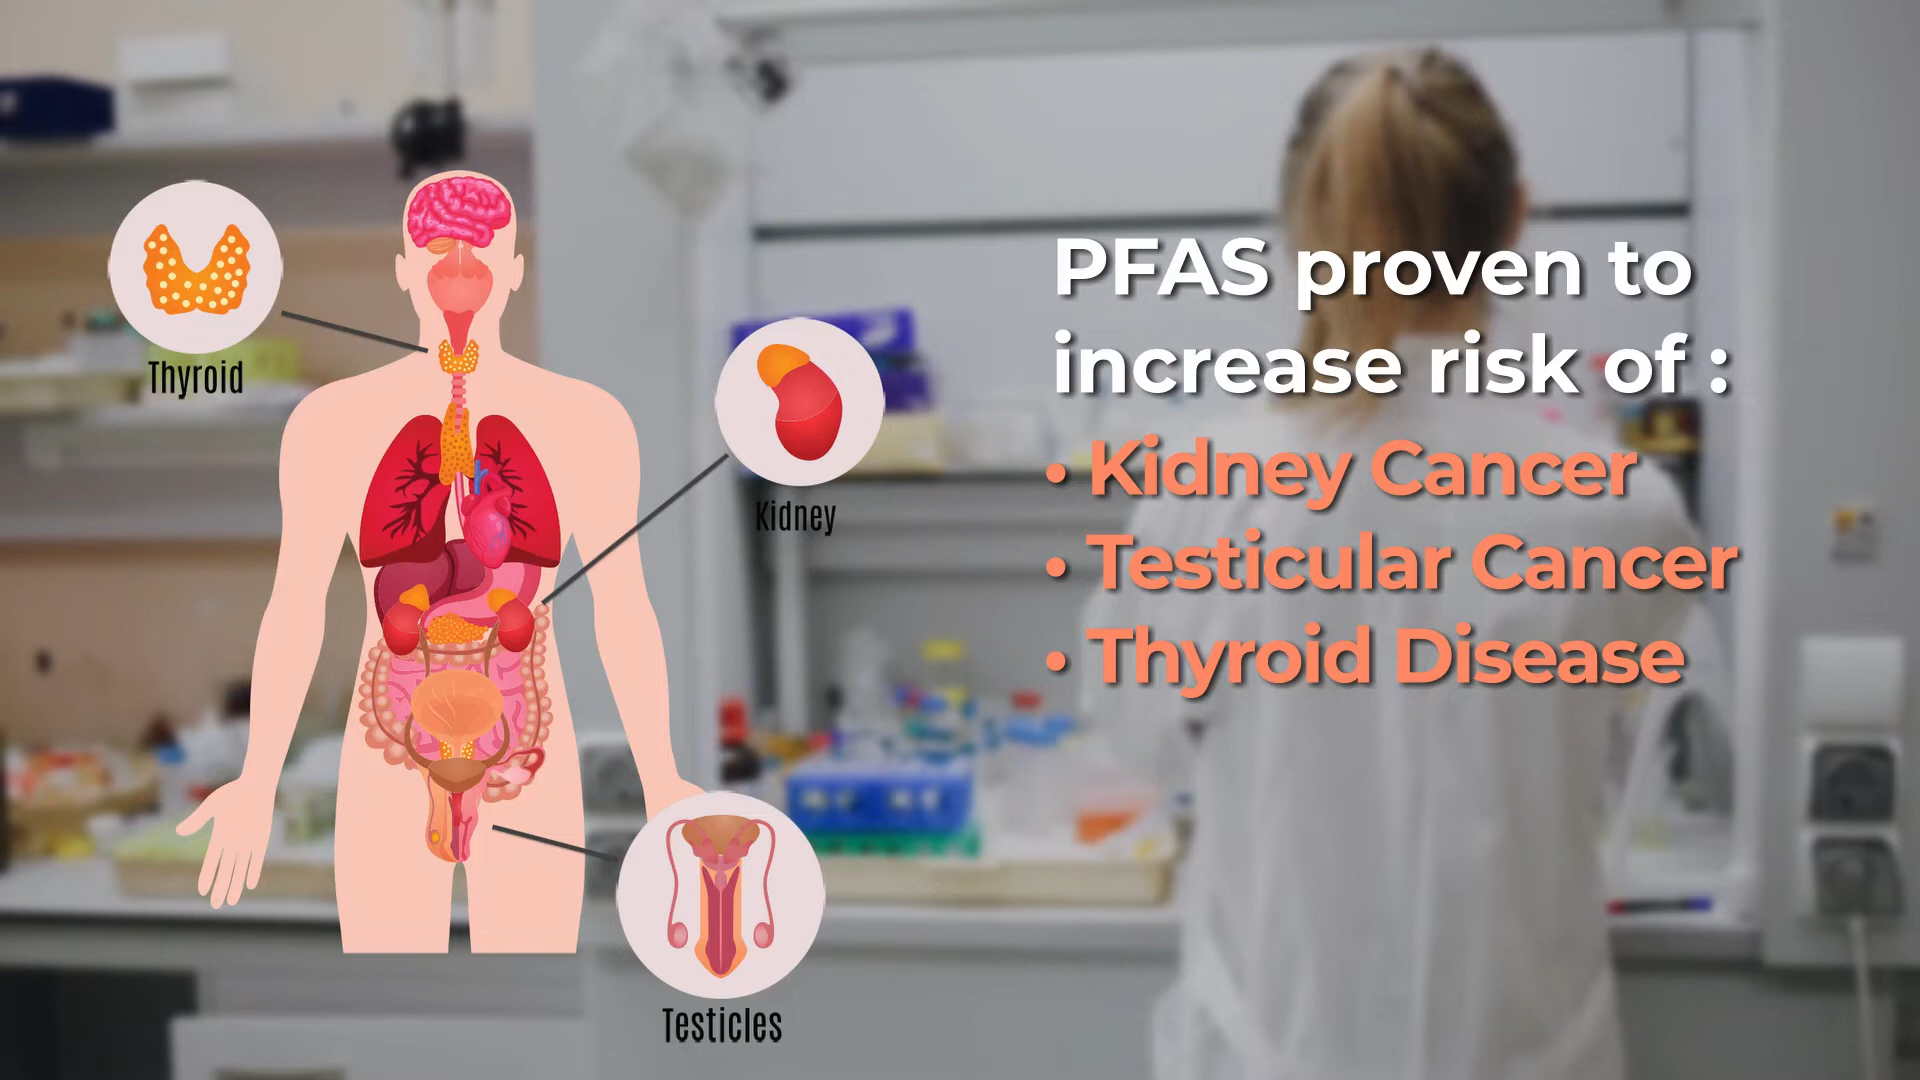 Thyroid
Kidney
Testicles
PFAS proven to
increase risk of :
• Kidney Cancer
• Testicular Cancer
• Thyroid Disease